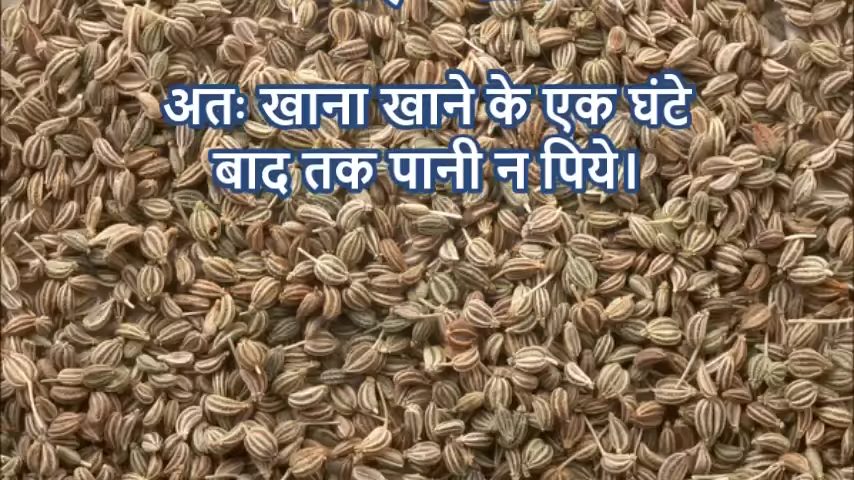 अतः खाना खाने के एक घंटे
बाद तक पानी न पिये।